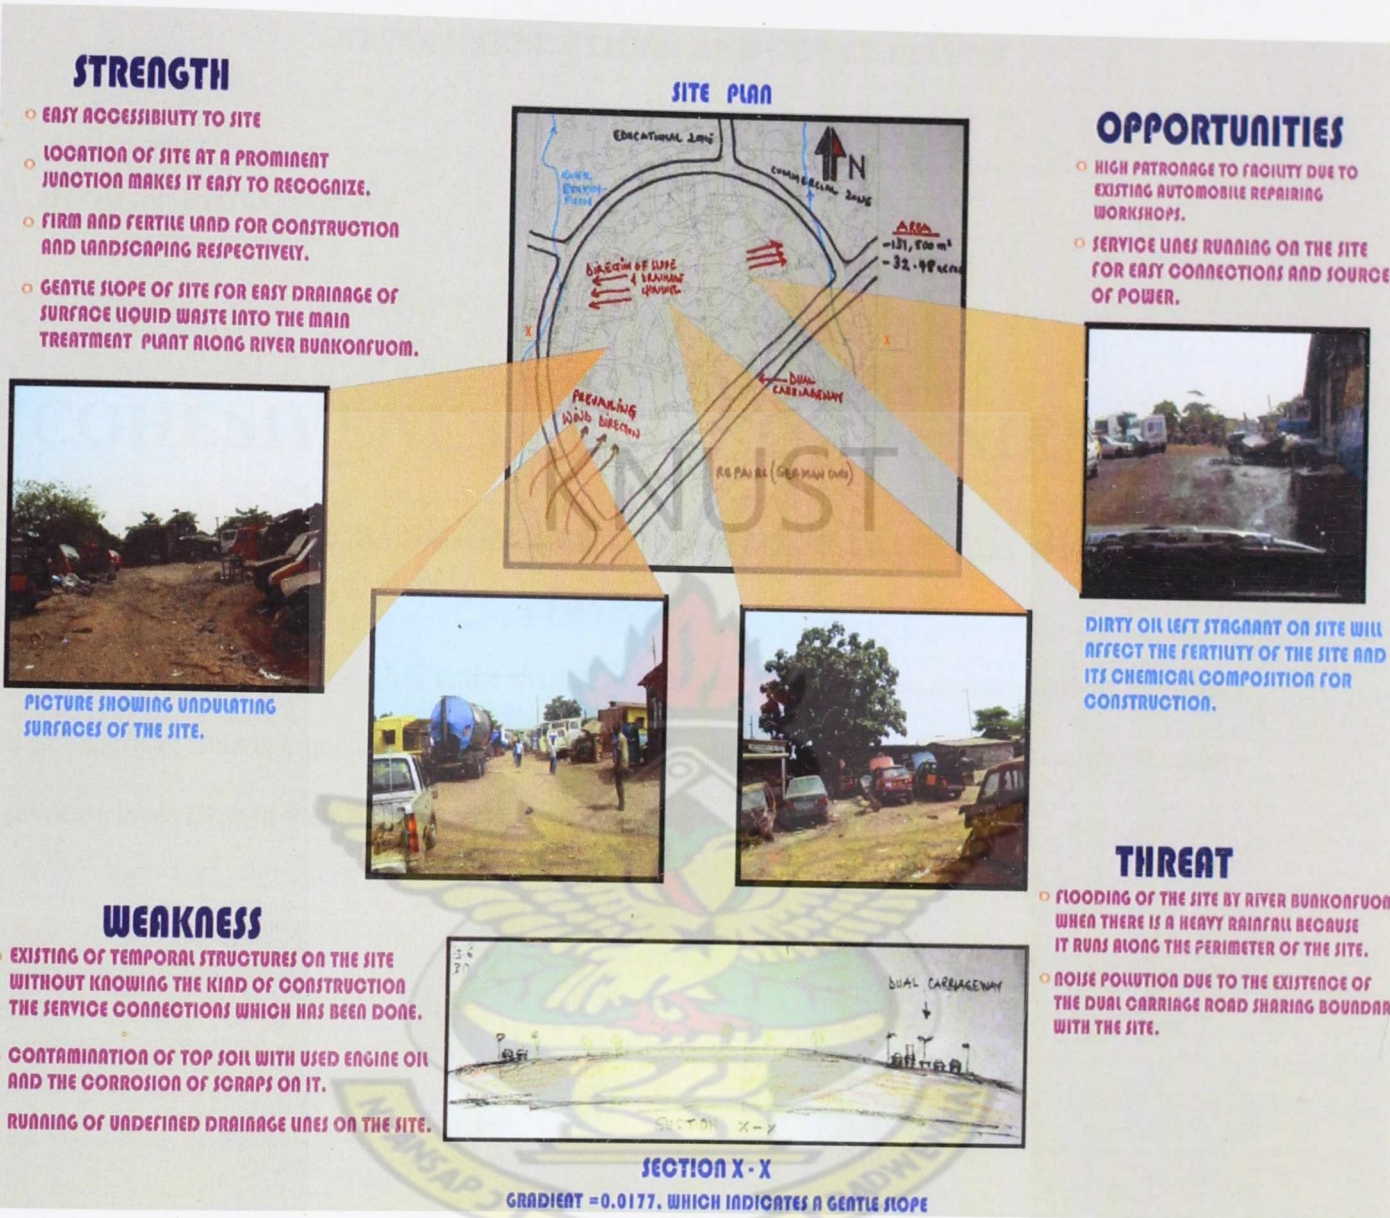 STRENGTH
EASY ACCESSIBILITY TO SITE
LOCATION OF SITE AT A PROMINENT
JUNCTION MAKES IT EASY TO RECOGNIZE.
FIRM AND FERTILE LAND FOR CONSTRUCTION
AND LANDSCAPING RESPECTIVELY.
GENTLE SLOPE OF SITE FOR EASY DRAINAGE OF
SURFACE LIQUID WASTE INTO THE MAIN
TREATMENT PLANT ALONG RIVER BUNKONFUOM.
SITE PLAN
EDUCATIONAL ZONE
N
COMMERCIAL ZONE
RIVER
AREA
- 32.48 acres
DIRECTION OF SLOPE
& DRAINAGE
CHANNEL
X
X
DUAL
CARRIAGEWAY
PREVAILING
WIND DIRECTION
REPAIRE (GERMAN CARS)
KNUST
OPPORTUNITIES
HIGH PATRONAGE TO FACILITY DUE TO
EXISTING AUTOMOBILE REPAIRING
WORKSHOPS.
SERVICE LINES RUNNING ON THE SITE
FOR EASY CONNECTIONS AND SOURCE
OF POWER.
PICTURE SHOWING UNDULATING
SURFACES OF THE SITE.
DIRTY OIL LEFT STAGNANT ON SITE WILL
AFFECT THE FERTILITY OF THE SITE AND
ITS CHEMICAL COMPOSITION FOR
CONSTRUCTION.
WEAKNESS
EXISTING OF TEMPORAL STRUCTURES ON THE SITE
WITHOUT KNOWING THE KIND OF CONSTRUCTION
THE SERVICE CONNECTIONS WHICH HAS BEEN DONE.
CONTAMINATION OF TOP SOIL WITH USED ENGINE OIL
AND THE CORROSION OF SCRAPS ON IT.
RUNNING OF UNDEFINED DRAINAGE LINES ON THE SITE.
THREAT
FLOODING OF THE SITE BY RIVER BUNKONFUOM
WHEN THERE IS A HEAVY RAINFALL BECAUSE
IT RUNS ALONG THE PERIMETER OF THE SITE.
NOISE POLLUTION DUE TO THE EXISTENCE OF
THE DUAL CARRIAGE ROAD SHARING BOUNDAR
WITH THE SITE.
DUAL CARRIAGEWAY
SECTION X-X
SECTION X - X
GRADIENT =0.0177. WHICH INDICATES A GENTLE SLOPE